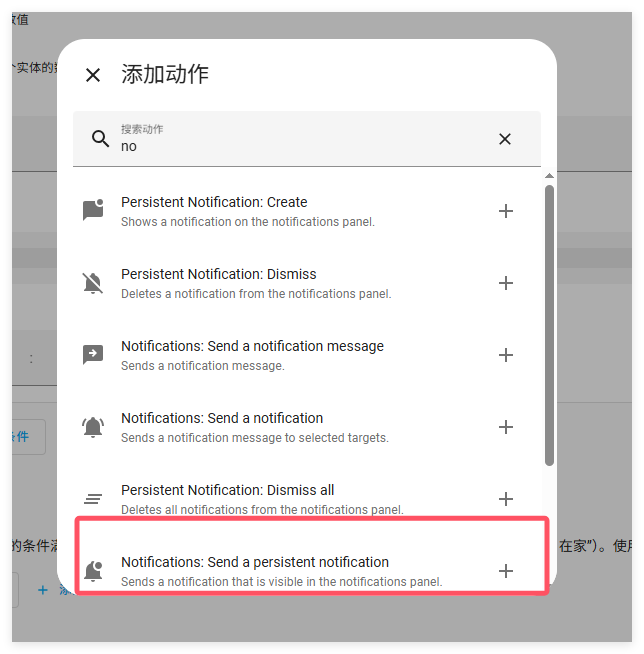 数值
个实体的数
添加动作
搜索动作
no
Persistent Notification: Create
Shows a notification on the notifications panel.
Persistent Notification: Dismiss
Deletes a notification from the notifications panel.
Notifications: Send a notification message
Sends a notification message.
:
Notifications: Send a notification
Sends a notification message to selected targets.
条件
Persistent Notification: Dismiss all
Deletes all notifications from the notifications panel.
的条件满
在家”)。使用
Notifications: Send a persistent notification
Sends a notification that is visible in the notifications panel.
+ 添